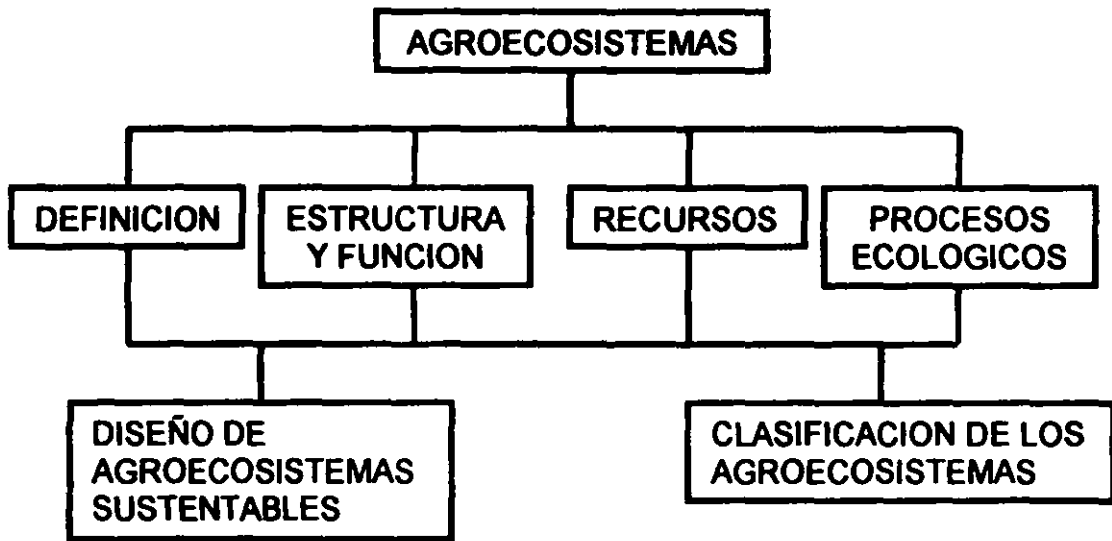 AGROECOSISTEMAS
DEFINICION
ESTRUCTURA
Y FUNCION
RECURSOS
PROCESOS
ECOLOGICOS
DISEÑO DE
AGROECOSISTEMAS
SUSTENTABLES
CLASIFICACION DE LOS
AGROECOSISTEMAS